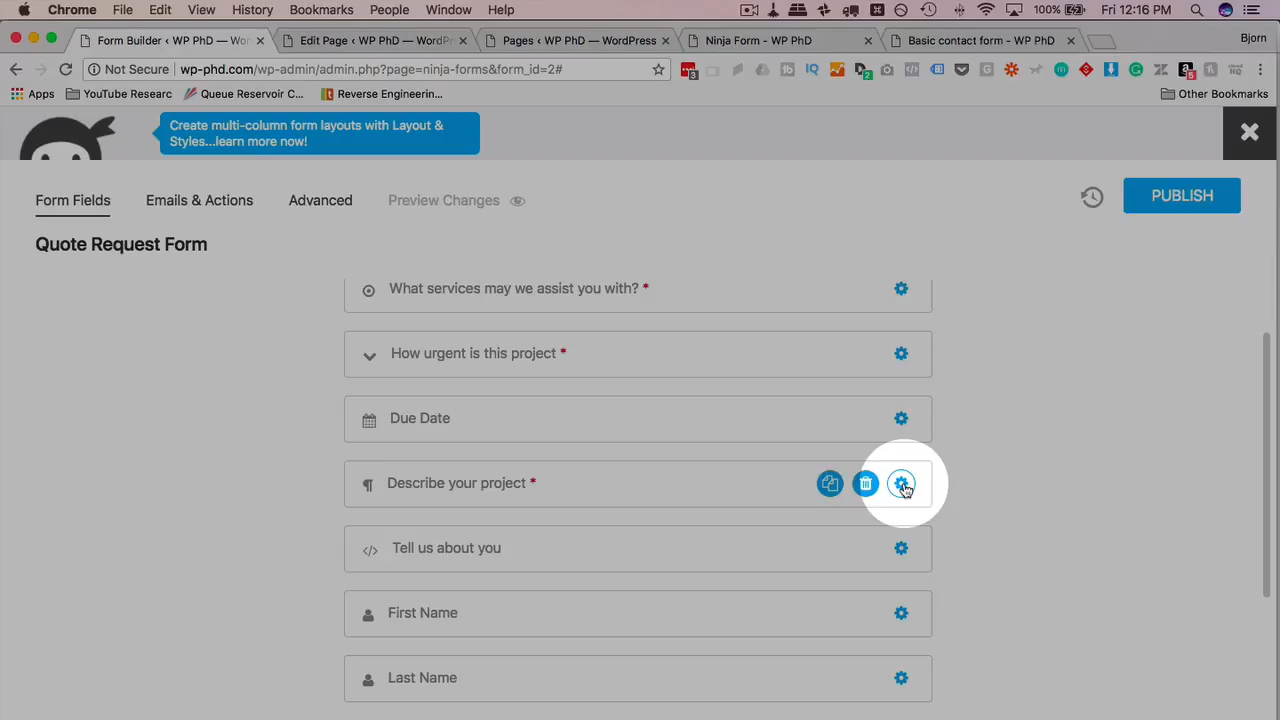 Chrome File Edit View History Bookmarks People Window Help 100% Fri 12:16 PM
Form Builder ‹ WP PhD — Wor Edit Page ‹ WP PhD — WordPr Pages ‹ WP PhD — WordPress Ninja Form - WP PhD Basic contact form - WP PhD Bjorn
Not Secure wp-phd.com/wp-admin/admin.php?page=ninja-forms&form_id=2#
Apps YouTube Researc Queue Reservoir C... Reverse Engineerin... Other Bookmarks
Create multi-column form layouts with Layout &
Styles...learn more now!
Form Fields Emails & Actions Advanced Preview Changes PUBLISH
Quote Request Form
What services may we assist you with? *
How urgent is this project *
Due Date
Describe your project *
Tell us about you
First Name
Last Name